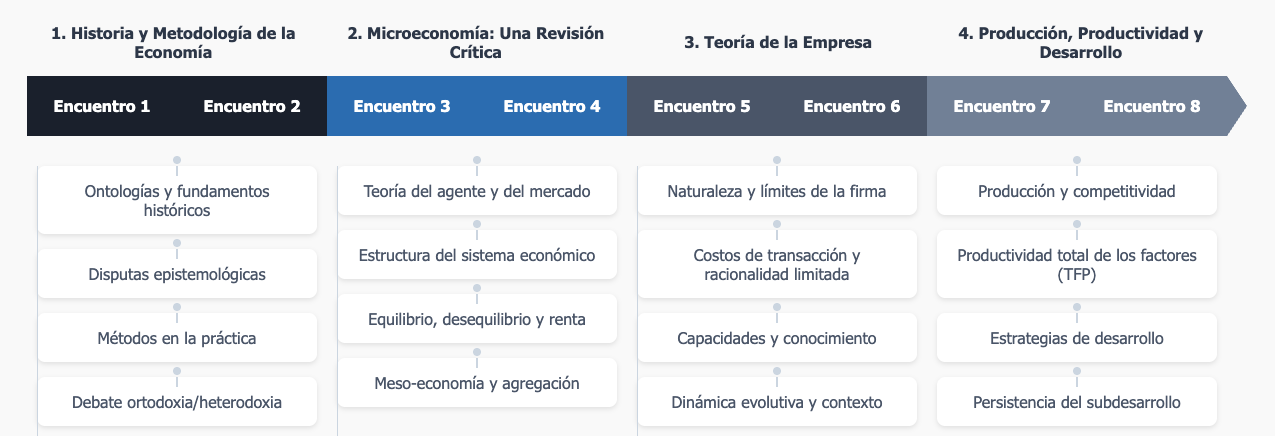 1. Historia y Metodología de la
Economía
2. Microeconomía: Una Revisión
Crítica
3. Teoría de la Empresa
4. Producción, Productividad y
Desarrollo
Encuentro 1
Encuentro 2
Encuentro 3
Encuentro 4
Encuentro 5
Encuentro 6
Encuentro 7
Encuentro 8
Ontologías y fundamentos
históricos
Disputas epistemológicas
Métodos en la práctica
Debate ortodoxia/heterodoxia
Teoría del agente y del mercado
Estructura del sistema económico
Equilibrio, desequilibrio y renta
Meso-economía y agregación
Naturaleza y límites de la firma
Costos de transacción y
racionalidad limitada
Capacidades y conocimiento
Dinámica evolutiva y contexto
Producción y competitividad
Productividad total de los factores
(TFP)
Estrategias de desarrollo
Persistencia del subdesarrollo